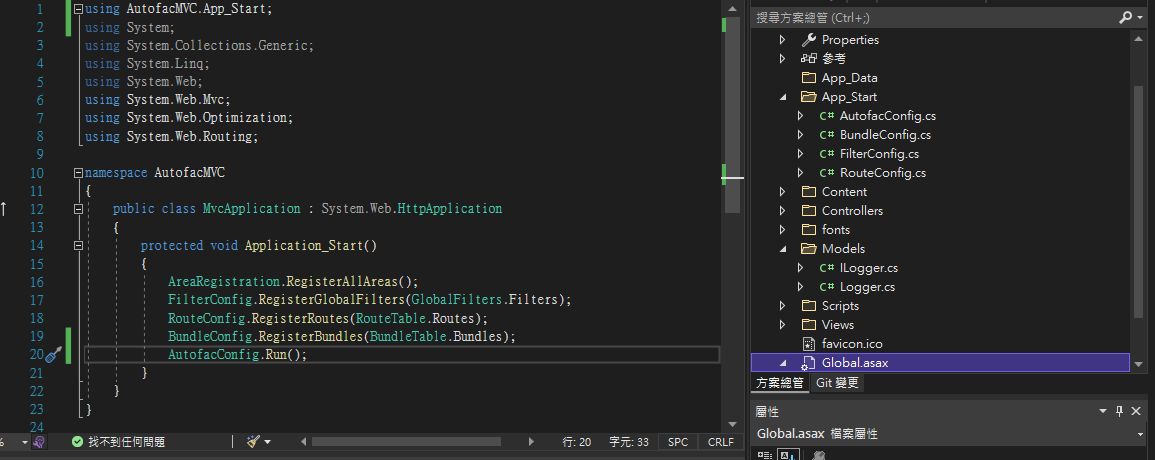 1 using AutofacMVC.App_Start;
2 using System;
3 using System.Collections.Generic;
4 using System.Linq;
5 using System.Web;
6 using System.Web.Mvc;
7 using System.Web.Optimization;
8 using System.Web.Routing;
9
10 namespace AutofacMVC
11 {
12 public class MvcApplication : System.Web.HttpApplication
13 {
14 protected void Application_Start()
15 {
16 AreaRegistration.RegisterAllAreas();
17 FilterConfig.RegisterGlobalFilters(GlobalFilters.Filters);
18 RouteConfig.RegisterRoutes(RouteTable.Routes);
19 BundleConfig.RegisterBundles(BundleTable.Bundles);
20 AutofacConfig.Run();
21 }
22 }
23 }
24
% 找不到任何問題 行: 20 字元: 33 SPC CRLF
搜尋方案總管 (Ctrl+;)
Properties
參考
App_Data
App_Start
C# AutofacConfig.cs
C# BundleConfig.cs
C# FilterConfig.cs
C# RouteConfig.cs
Content
Controllers
fonts
Models
C# ILogger.cs
C# Logger.cs
Scripts
Views
favicon.ico
Global.asax
方案總管 Git 變更
屬性
Global.asax 檔案屬性